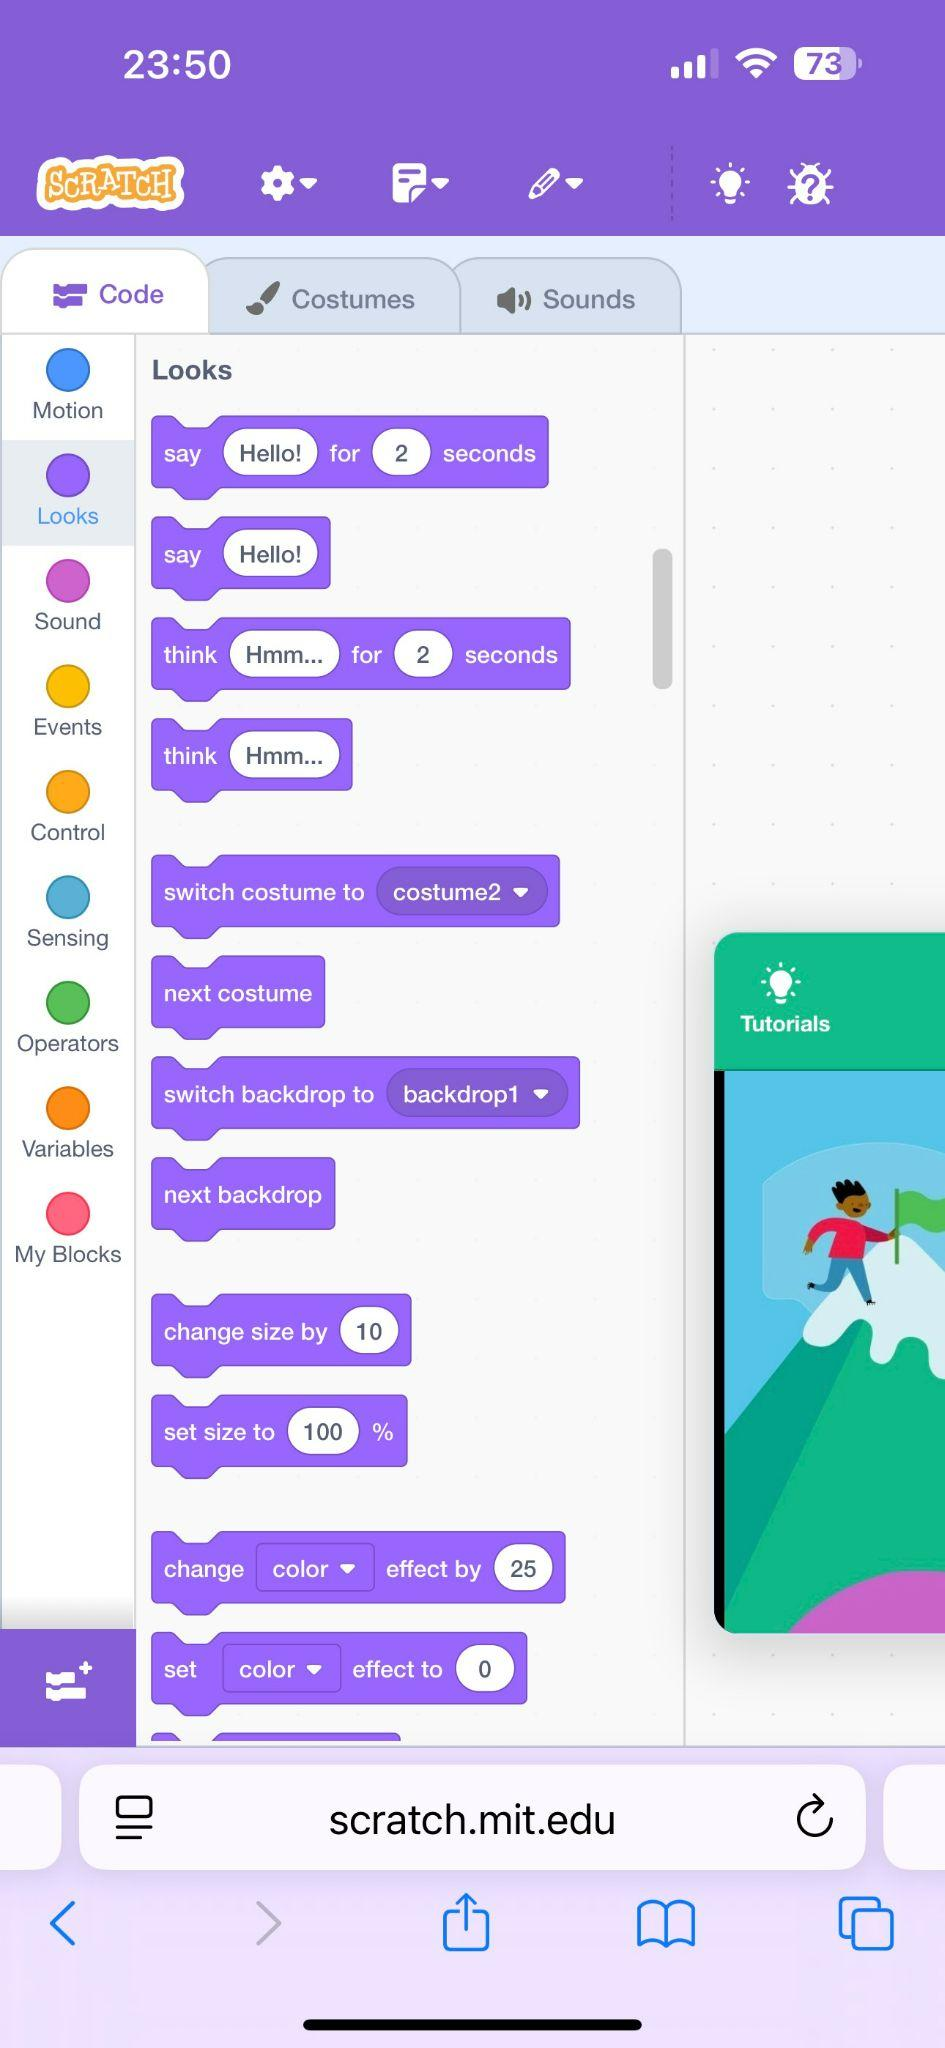 23:50
73
SCRATCH
Code
Costumes
Sounds
Motion
Looks
Sound
Events
Control
Sensing
Operators
Variables
My Blocks
Looks
say Hello! for 2 seconds
say Hello!
think Hmm... for 2 seconds
think Hmm...
switch costume to costume2
next costume
switch backdrop to backdrop1
next backdrop
change size by 10
set size to 100 %
change color effect by 25
set color effect to 0
Tutorials
scratch.mit.edu